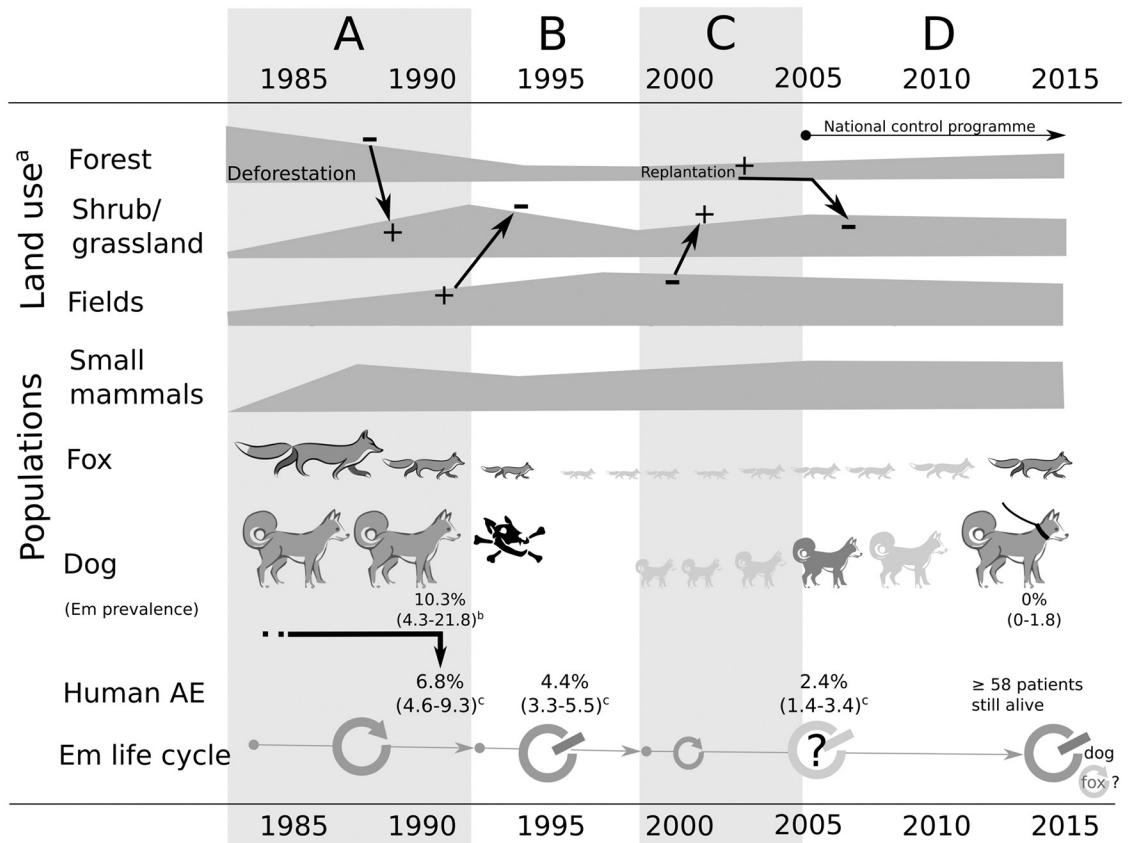 A B C D
1985 1990 1995 2000 2005 2010 2015
Land useᵃ
Forest
Deforestation
−
+
Replantation
+
National control programme
Shrub/
grassland
+
−
+
−
Fields
+
−
Populations
Small
mammals
Fox
Dog
(Em prevalence)
10.3%
(4.3-21.8)ᵇ
0%
(0-1.8)
Human AE
6.8%
(4.6-9.3)ᶜ
4.4%
(3.3-5.5)ᶜ
2.4%
(1.4-3.4)ᶜ
≥ 58 patients
still alive
Em life cycle
?
dog
fox ?
1985 1990 1995 2000 2005 2010 2015